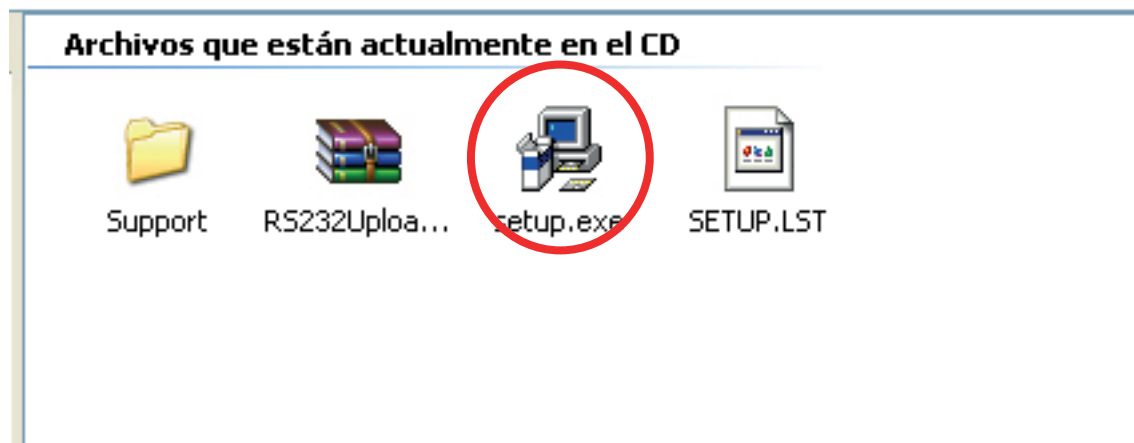 Archivos que están actualmente en el CD
Support
RS232Uploa...
setup.exe
SETUP.LST